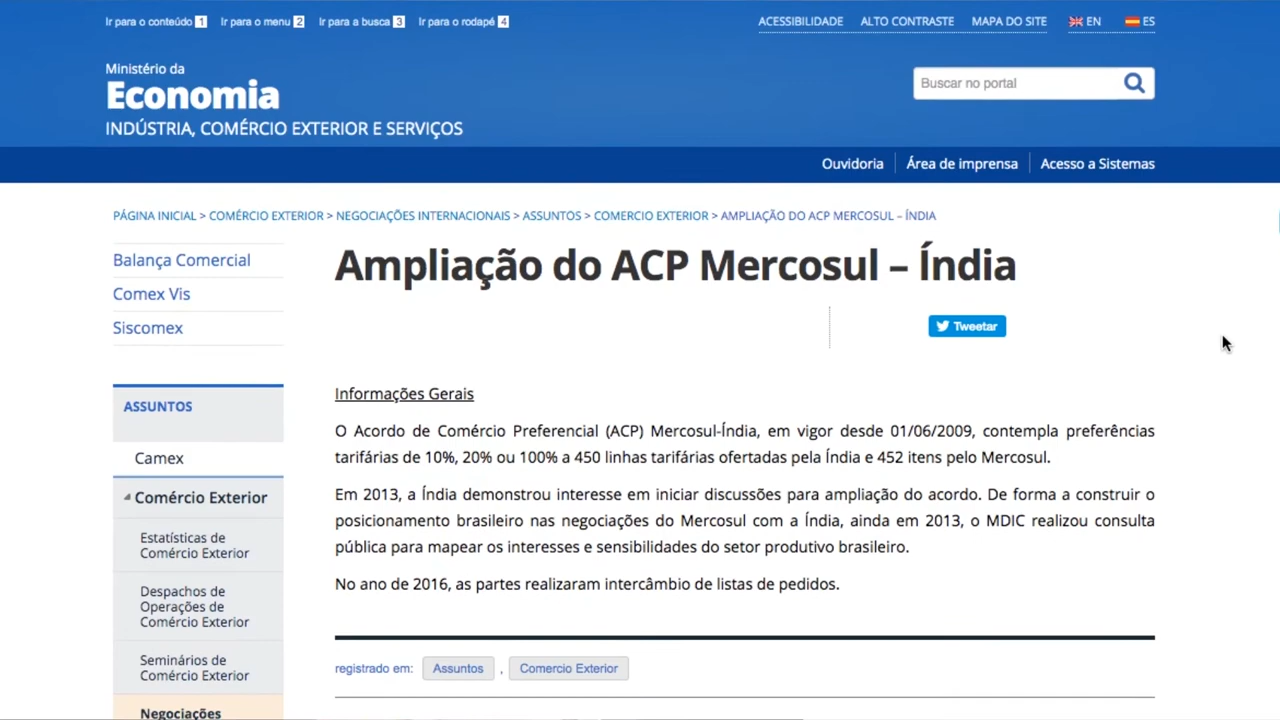 Ir para o conteúdo 1 Ir para o menu 2 Ir para a busca 3 Ir para o rodapé 4
ACESSIBILIDADE ALTO CONTRASTE MAPA DO SITE EN ES
Ministério da
Economia
INDÚSTRIA, COMÉRCIO EXTERIOR E SERVIÇOS
Buscar no portal
Ouvidoria Área de imprensa Acesso a Sistemas
PÁGINA INICIAL > COMÉRCIO EXTERIOR > NEGOCIAÇÕES INTERNACIONAIS > ASSUNTOS > COMERCIO EXTERIOR > AMPLIAÇÃO DO ACP MERCOSUL – ÍNDIA
Balança Comercial
Comex Vis
Siscomex
ASSUNTOS
Camex
Comércio Exterior
Estatísticas de
Comércio Exterior
Despachos de
Operações de
Comércio Exterior
Seminários de
Comércio Exterior
Negociações
Ampliação do ACP Mercosul – Índia
Tweetar
Informações Gerais
O Acordo de Comércio Preferencial (ACP) Mercosul-Índia, em vigor desde 01/06/2009, contempla preferências
tarifárias de 10%, 20% ou 100% a 450 linhas tarifárias ofertadas pela Índia e 452 itens pelo Mercosul.
Em 2013, a Índia demonstrou interesse em iniciar discussões para ampliação do acordo. De forma a construir o
posicionamento brasileiro nas negociações do Mercosul com a Índia, ainda em 2013, o MDIC realizou consulta
pública para mapear os interesses e sensibilidades do setor produtivo brasileiro.
No ano de 2016, as partes realizaram intercâmbio de listas de pedidos.
registrado em: Assuntos , Comercio Exterior